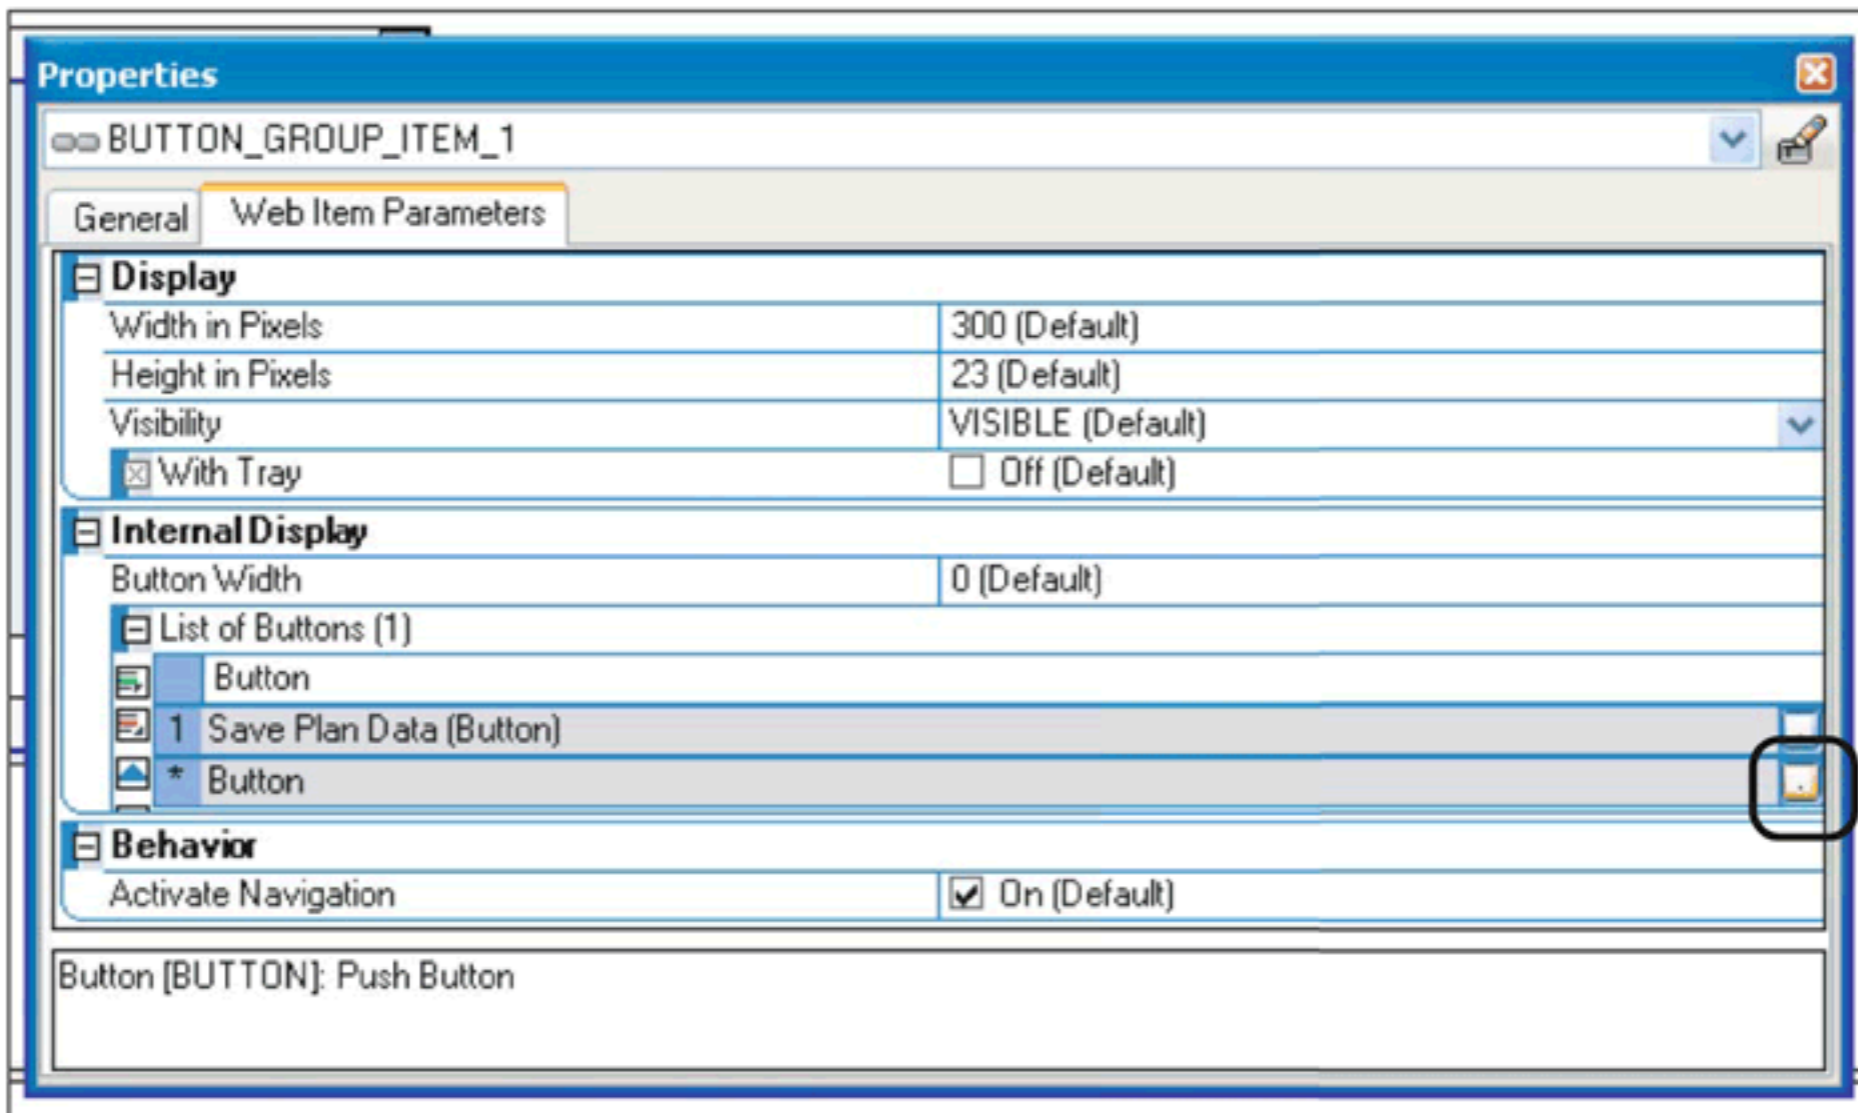 Properties
BUTTON_GROUP_ITEM_1
General Web Item Parameters
Display
Width in Pixels 300 (Default)
Height in Pixels 23 (Default)
Visibility VISIBLE (Default)
With Tray Off (Default)
Internal Display
Button Width 0 (Default)
List of Buttons (1)
Button
1 Save Plan Data (Button)
* Button
Behavior
Activate Navigation On (Default)
Button [BUTTON]: Push Button